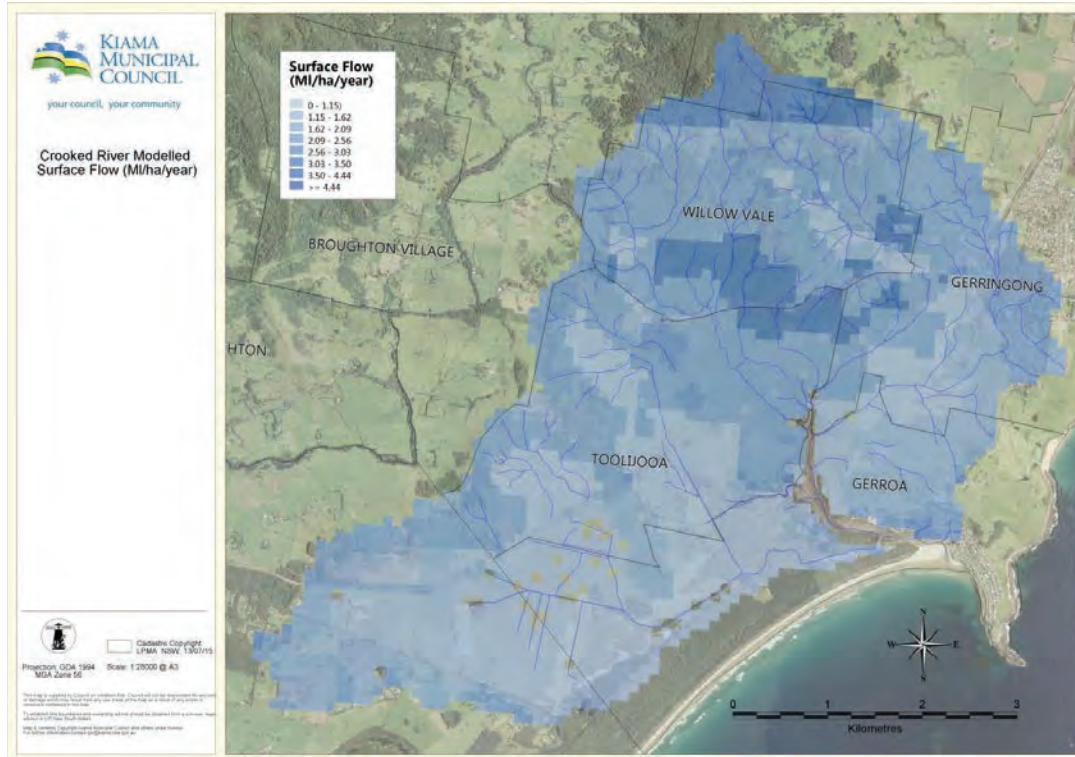 KIAMA
MUNICIPAL
COUNCIL
your council, your community
Crooked River Modelled
Surface Flow (Ml/ha/year)
Cadastre Copyright
LPMA NSW, 13/07/15
Projection: GDA 1994
MGA Zone 56
Scale: 1:28000 @ A3
Surface Flow
(Ml/ha/year)
0 - 1.15)
1.15 - 1.62
1.62 - 2.09
2.09 - 2.56
2.56 - 3.03
3.03 - 3.50
3.50 - 4.44
>= 4.44
WILLOW VALE
BROUGHTON VILLAGE
GERRINGONG
HTON
TOOLIJOOA
GERROA
N
W
E
S
0
1
2
3
Kilometres